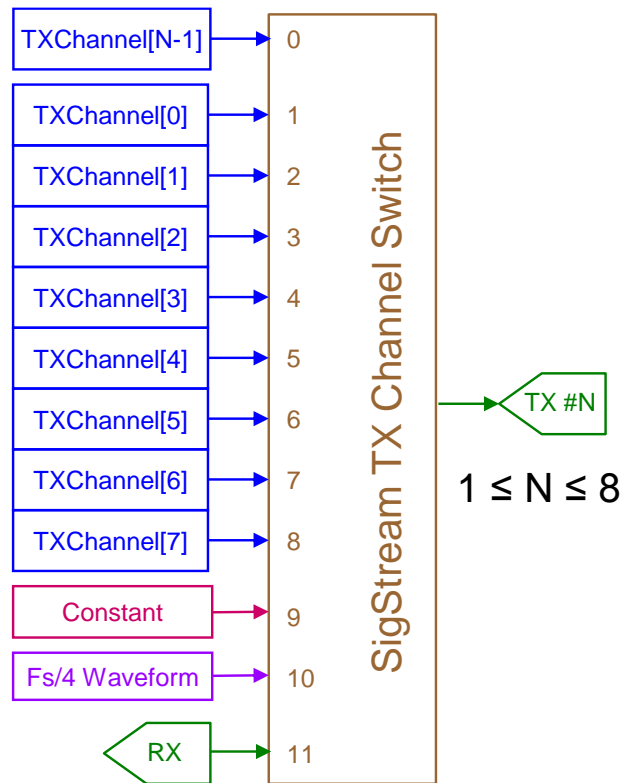 TXChannel[N-1]
0
TXChannel[0]
1
TXChannel[1]
2
TXChannel[2]
3
TXChannel[3]
4
TXChannel[4]
5
TXChannel[5]
6
TXChannel[6]
7
TXChannel[7]
8
Constant
9
Fs/4 Waveform
10
RX
11
SigStream TX Channel Switch
TX #N
1 ≤ N ≤ 8